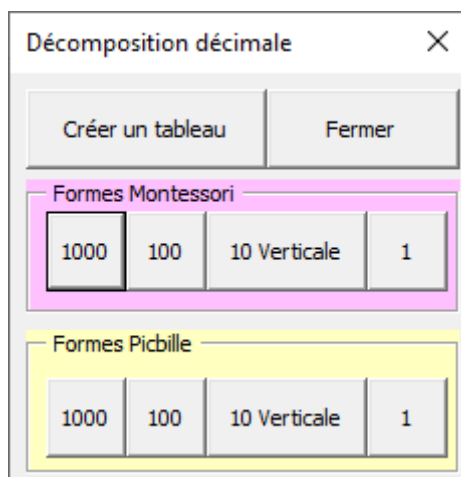 Décomposition décimale
Créer un tableau Fermer
Formes Montessori
1000 100 10 Verticale 1
Formes Picbille
1000 100 10 Verticale 1